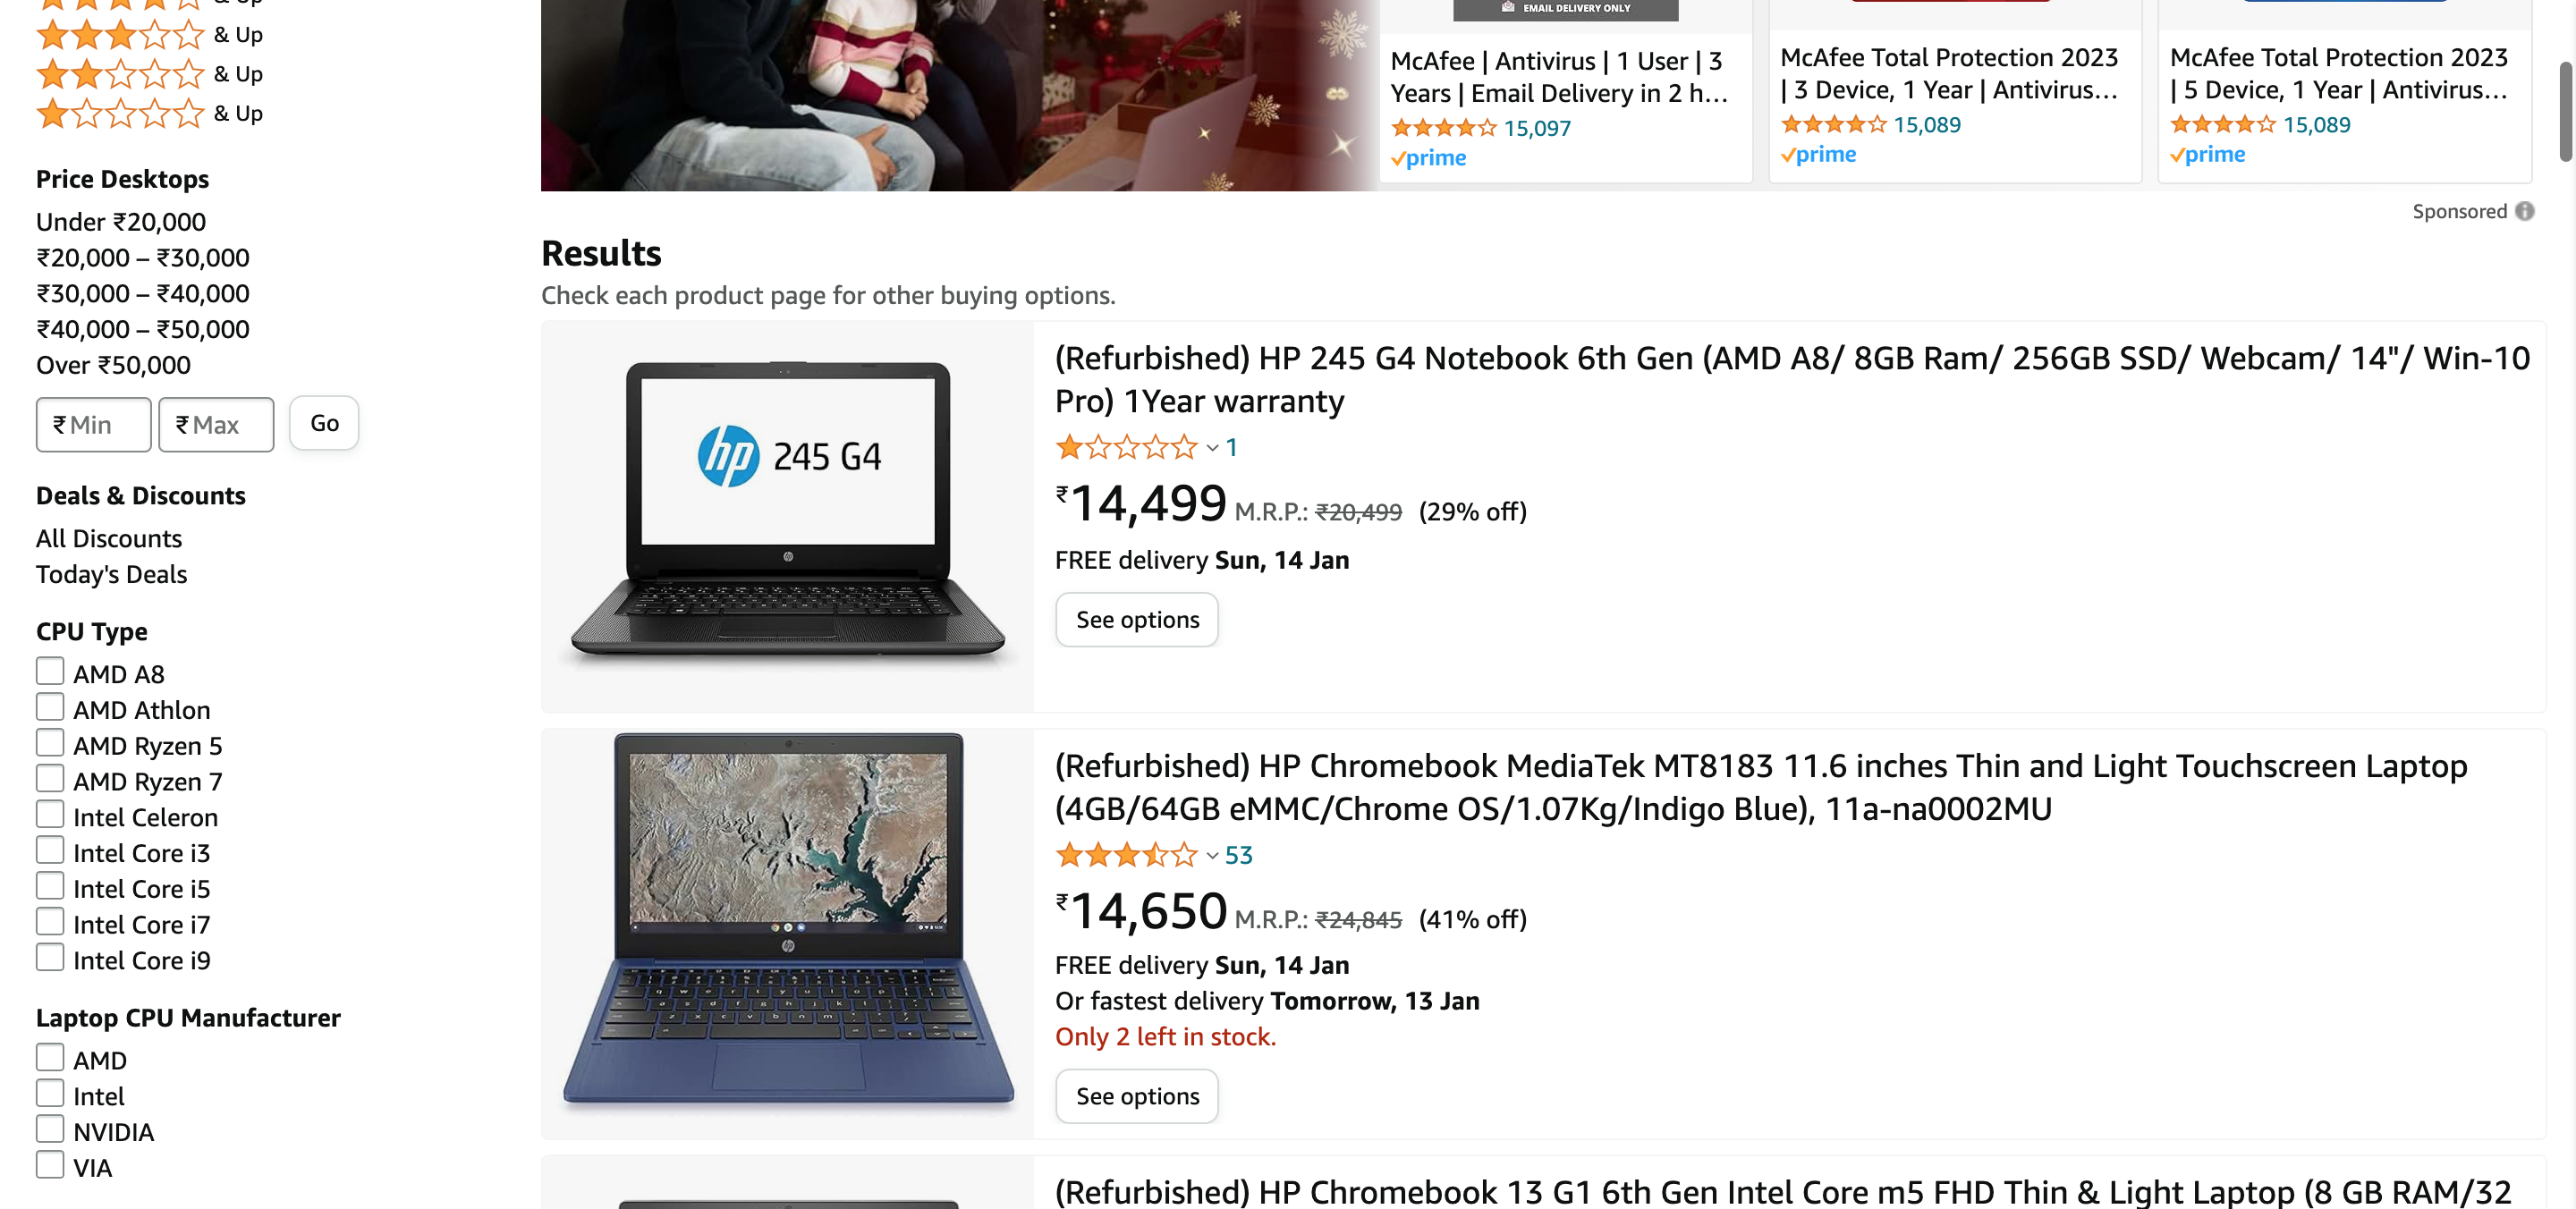 & Up
& Up
& Up
Price Desktops
Under ₹20,000
₹20,000 – ₹30,000
₹30,000 – ₹40,000
₹40,000 – ₹50,000
Over ₹50,000
₹ Min ₹ Max Go
Deals & Discounts
All Discounts
Today's Deals
CPU Type
AMD A8
AMD Athlon
AMD Ryzen 5
AMD Ryzen 7
Intel Celeron
Intel Core i3
Intel Core i5
Intel Core i7
Intel Core i9
Laptop CPU Manufacturer
AMD
Intel
NVIDIA
VIA
EMAIL DELIVERY ONLY
McAfee | Antivirus | 1 User | 3
Years | Email Delivery in 2 h...
15,097
prime
McAfee Total Protection 2023
| 3 Device, 1 Year | Antivirus...
15,089
prime
McAfee Total Protection 2023
| 5 Device, 1 Year | Antivirus...
15,089
prime
Sponsored
Results
Check each product page for other buying options.
hp 245 G4
(Refurbished) HP 245 G4 Notebook 6th Gen (AMD A8/ 8GB Ram/ 256GB SSD/ Webcam/ 14"/ Win-10
Pro) 1Year warranty
1
₹14,499 M.R.P.: ₹20,499 (29% off)
FREE delivery Sun, 14 Jan
See options
(Refurbished) HP Chromebook MediaTek MT8183 11.6 inches Thin and Light Touchscreen Laptop
(4GB/64GB eMMC/Chrome OS/1.07Kg/Indigo Blue), 11a-na0002MU
53
₹14,650 M.R.P.: ₹24,845 (41% off)
FREE delivery Sun, 14 Jan
Or fastest delivery Tomorrow, 13 Jan
Only 2 left in stock.
See options
(Refurbished) HP Chromebook 13 G1 6th Gen Intel Core m5 FHD Thin & Light Laptop (8 GB RAM/32